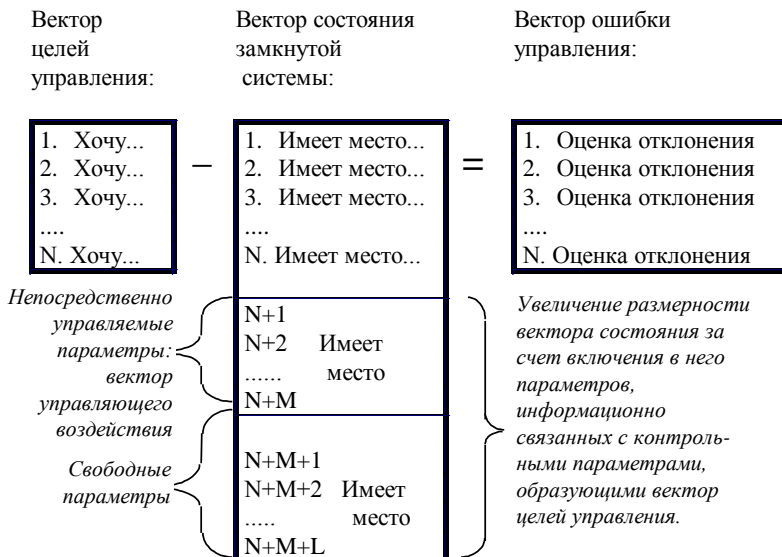 Вектор
целей
управления:
Вектор состояния
замкнутой
системы:
Вектор ошибки
управления:
1. Хочу...
2. Хочу...
3. Хочу...
....
N. Хочу...
–
1. Имеет место...
2. Имеет место...
3. Имеет место...
....
N. Имеет место...
=
1. Оценка отклонения
2. Оценка отклонения
3. Оценка отклонения
....
N. Оценка отклонения
Непосредственно
управляемые
параметры:
вектор
управляющего
воздействия
N+1
N+2 Имеет
...... место
N+M
Свободные
параметры
N+M+1
N+M+2 Имеет
..... место
N+M+L
Увеличение размерности
вектора состояния за
счет включения в него
параметров,
информационно
связанных с контроль-
ными параметрами,
образующими вектор
целей управления.